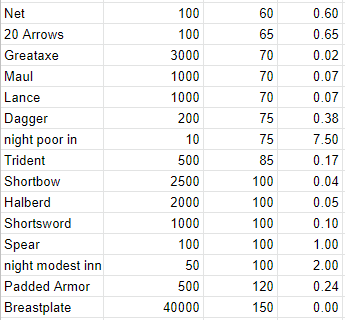 Net 100 60 0.60
20 Arrows 100 65 0.65
Greataxe 3000 70 0.02
Maul 1000 70 0.07
Lance 1000 70 0.07
Dagger 200 75 0.38
night poor in 10 75 7.50
Trident 500 85 0.17
Shortbow 2500 100 0.04
Halberd 2000 100 0.05
Shortsword 1000 100 0.10
Spear 100 100 1.00
night modest inn 50 100 2.00
Padded Armor 500 120 0.24
Breastplate 40000 150 0.00